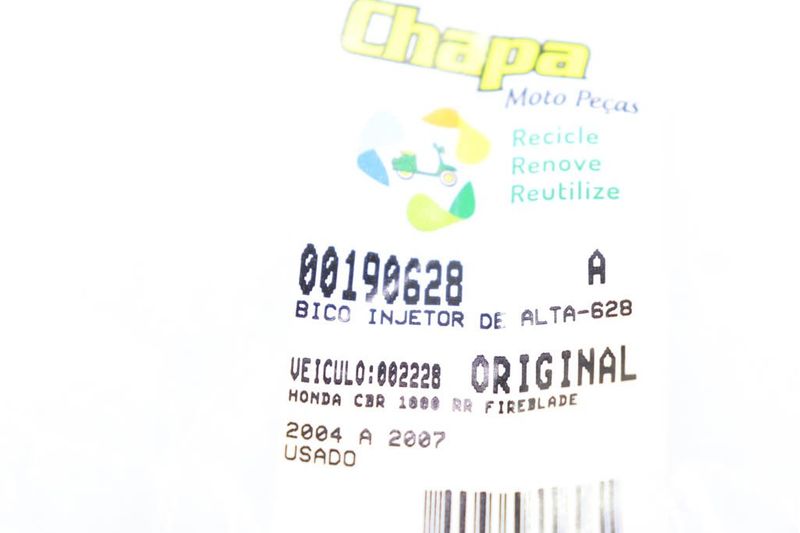 Chapa
Moto Peças
Recicle
Renove
Reutilize
00190628 A
BICO INJETOR DE ALTA-628
VEICULO:002228 ORIGINAL
HONDA CBR 1000 RR FIREBLADE
2004 A 2007
USADO